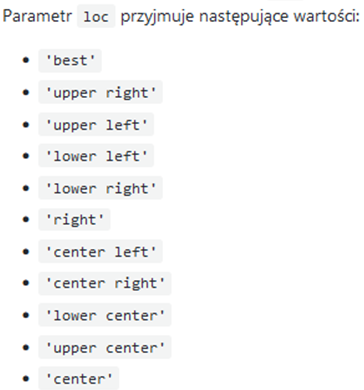 Parametr loc przyjmuje następujące wartości:
• 'best'
• 'upper right'
• 'upper left'
• 'lower left'
• 'lower right'
• 'right'
• 'center left'
• 'center right'
• 'lower center'
• 'upper center'
• 'center'